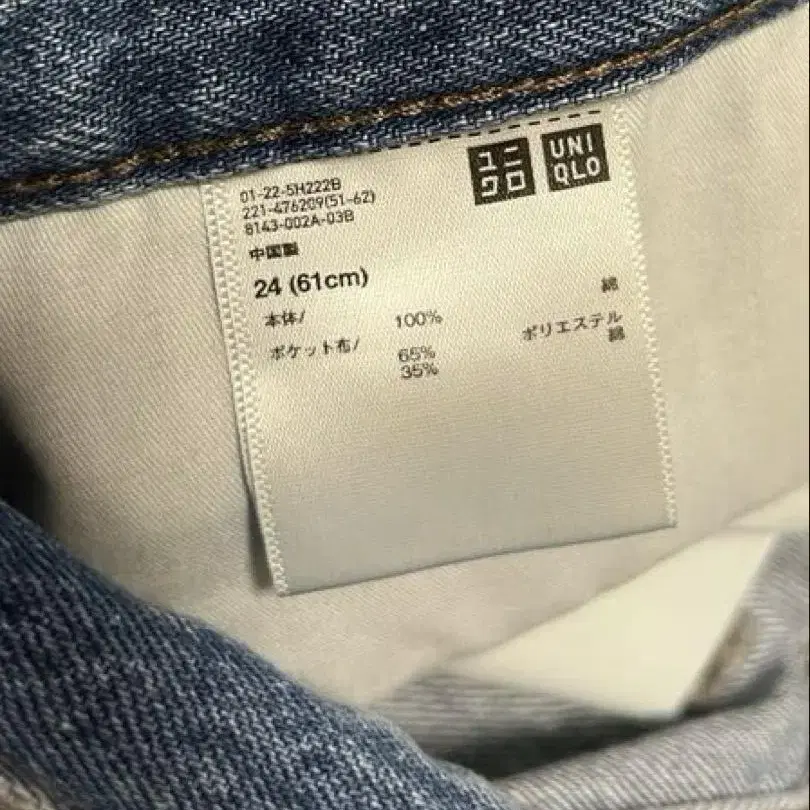 ユニ
クロ
UNI
QLO
01-22-5H222B
221-476209(51-62)
8143-002A-03B
中国製
24 (61cm)
本体/ 100% 綿
ポケット布/ 65% ポリエステル
35% 綿